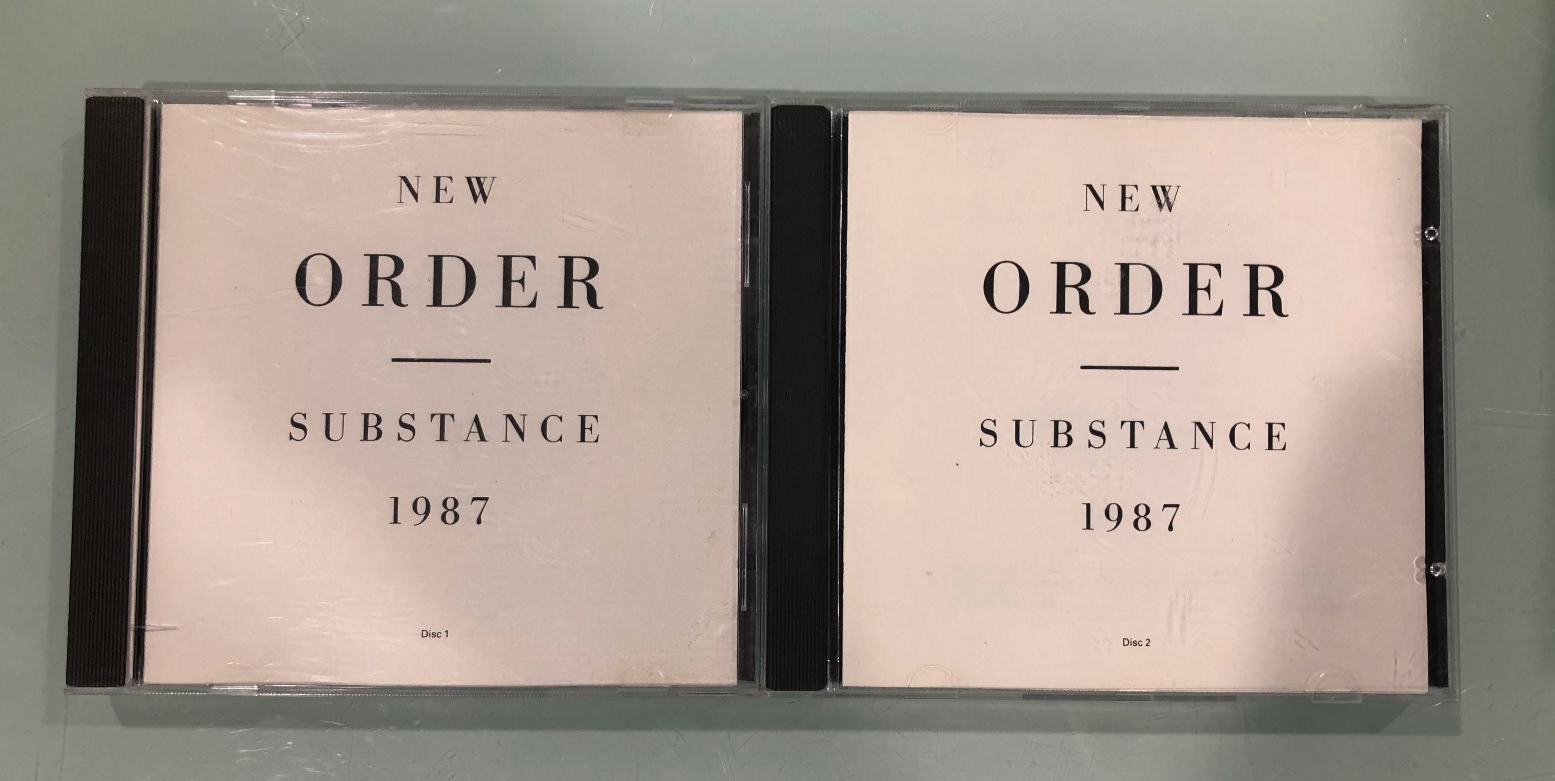 NEW
ORDER
SUBSTANCE
1987
Disc 1
NEW
ORDER
SUBSTANCE
1987
Disc 2